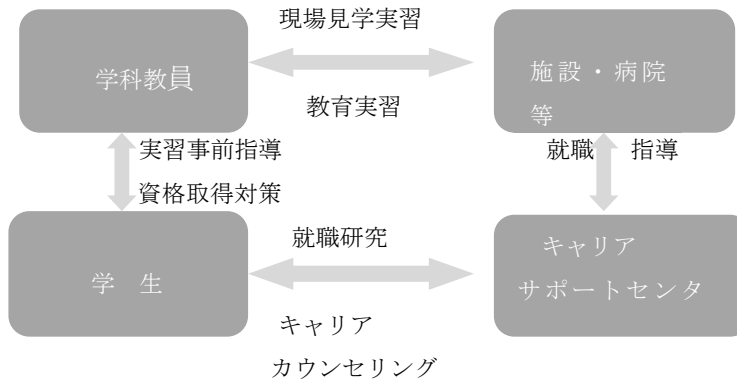 現場見学実習
学科教員
施設・病院
等
教育実習
実習事前指導
資格取得対策
就職 指導
学 生
就職研究
キャリア
サポートセンタ
キャリア
カウンセリング